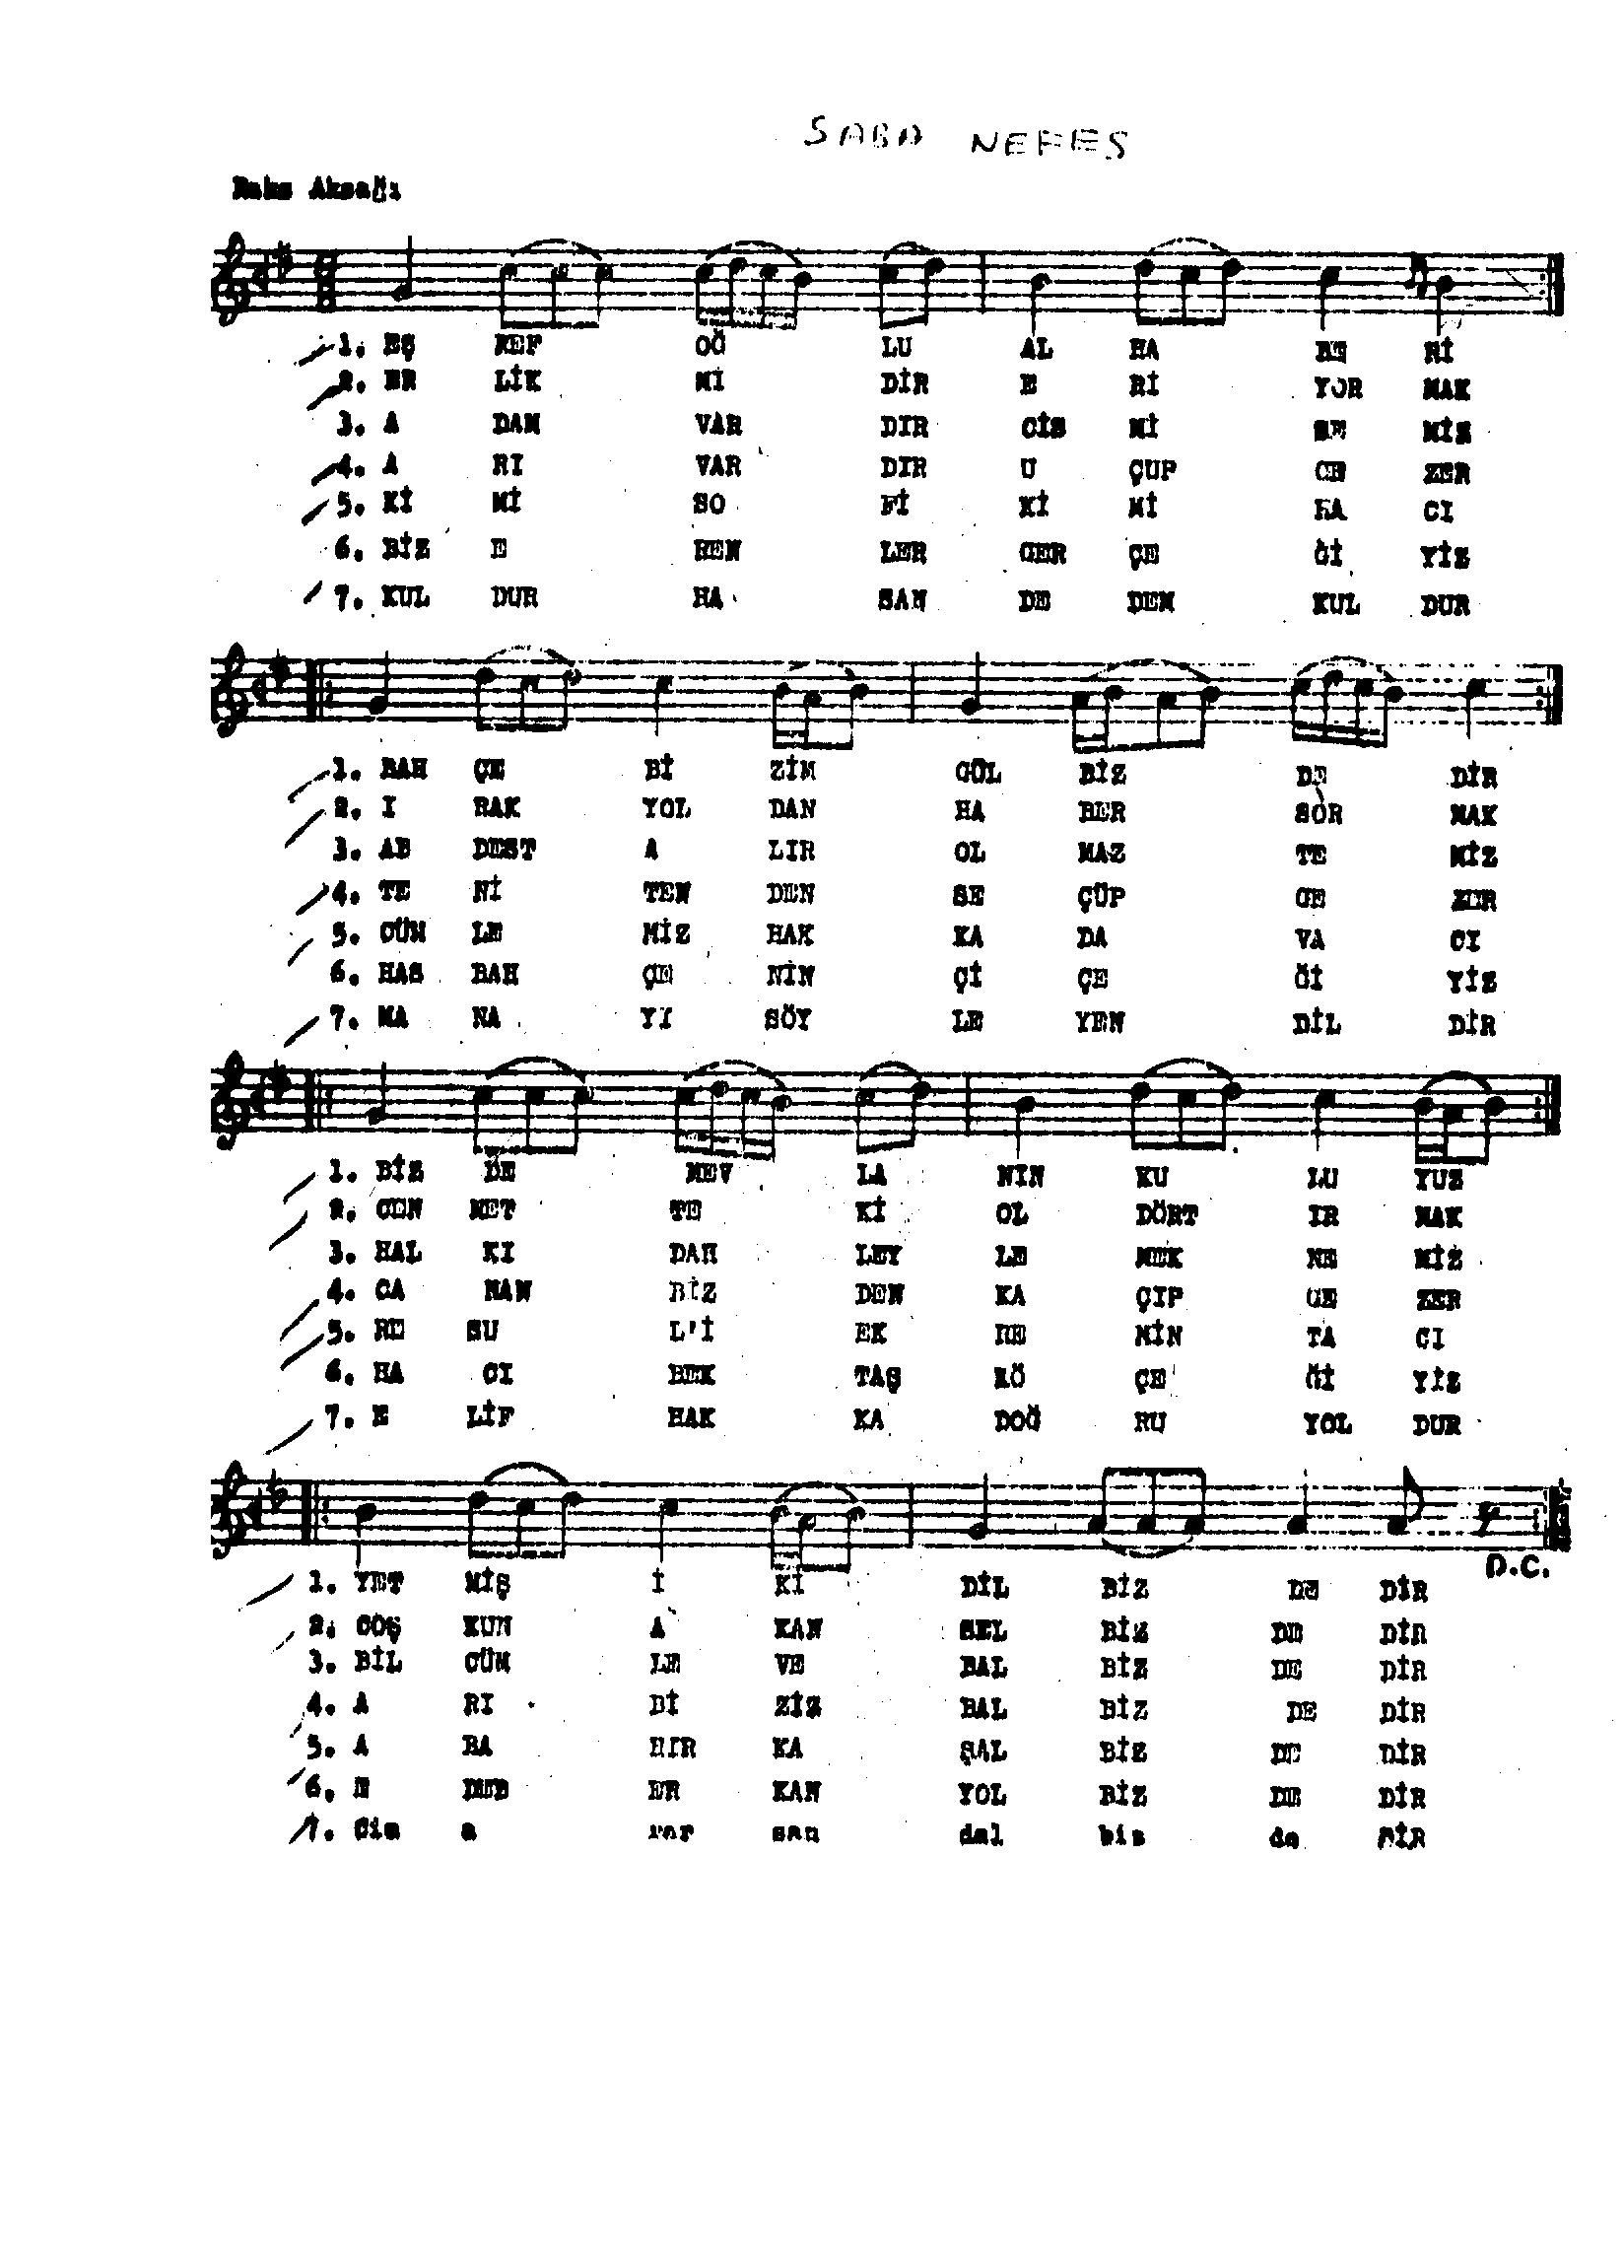 SABA NEFES
Raks Aksağı
1. EŞ REF OĞ LU AL HA BE Rİ
2. ER LİK Mİ DİR E Rİ YOR MAK
3. A DAM VAR DIR CİS Mİ SE MİZ
4. A RI VAR DIR U ÇUP GE ZER
5. Kİ Mİ SO Fİ Kİ Mİ HA CI
6. BİZ E REN LER GER ÇE Ğİ YİZ
7. KUL DUR HA SAN DE DEM KUL DUR
1. BAH ÇE Bİ ZİM GÜL BİZ DE DİR
2. I RAK YOL DAN HA BER SOR MAK
3. AB DEST A LIR OL MAZ TE MİZ
4. TE Nİ TEN DEN SE ÇÜP GE ZER
5. CÜM LE MİZ HAK KA DA VA CI
6. HAS BAH ÇE NİN Çİ ÇE Ğİ YİZ
7. MA NA YI SÖY LE YEN DİL DİR
1. BİZ DE MEV LA NIN KU LU YUZ
2. CEN NET TE Kİ OL DÖRT IR MAK
3. HAL KI DAH LEY LE MEK NE MİZ
4. CA NAN BİZ DEN KA ÇIP GE ZER
5. RE SU L'İ EK RE MİN TA CI
6. HA CI BEK TAŞ KÖ ÇE Ğİ YİZ
7. E LİF HAK KA DOĞ RU YOL DUR
1. YET MİŞ İ Kİ DİL BİZ DE DİR
2. COŞ KUN A KAN SEL BİZ DE DİR
3. BİL CÜM LE VE BAL BİZ DE DİR
4. A RI Bİ ZİZ BAL BİZ DE DİR
5. A BA HIR KA ŞAL BİZ DE DİR
6. E DEB ER KAN YOL BİZ DE DİR
7. Cim a rar san dal biz de DİR
D.C.